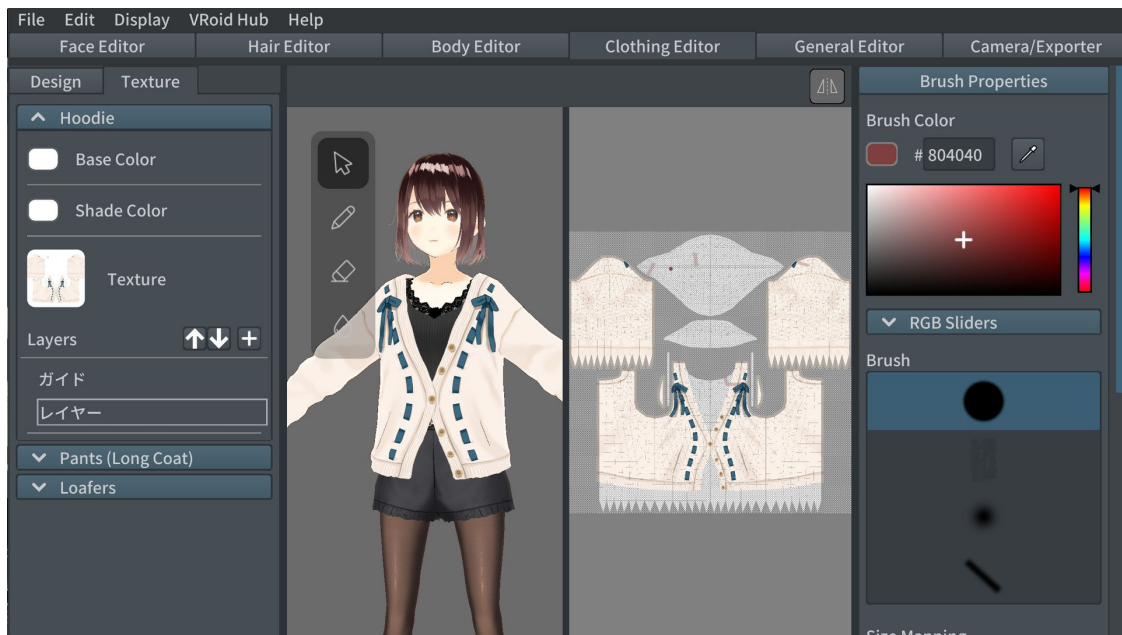 File Edit Display VRoid Hub Help
Face Editor Hair Editor Body Editor Clothing Editor General Editor Camera/Exporter
Design Texture
Hoodie
Base Color
Shade Color
Texture
Layers
ガイド
レイヤー
Pants (Long Coat)
Loafers
Brush Properties
Brush Color
# 804040
RGB Sliders
Brush
Size Mapping